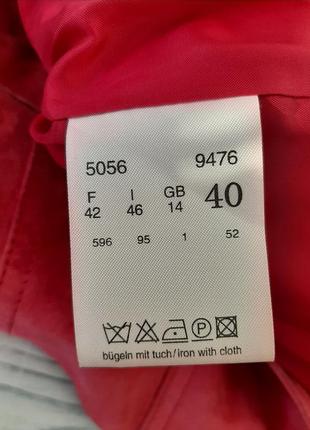 5056 9476
F I GB 40
42 46 14
596 95 1 52
P
bügeln mit tuch/iron with cloth